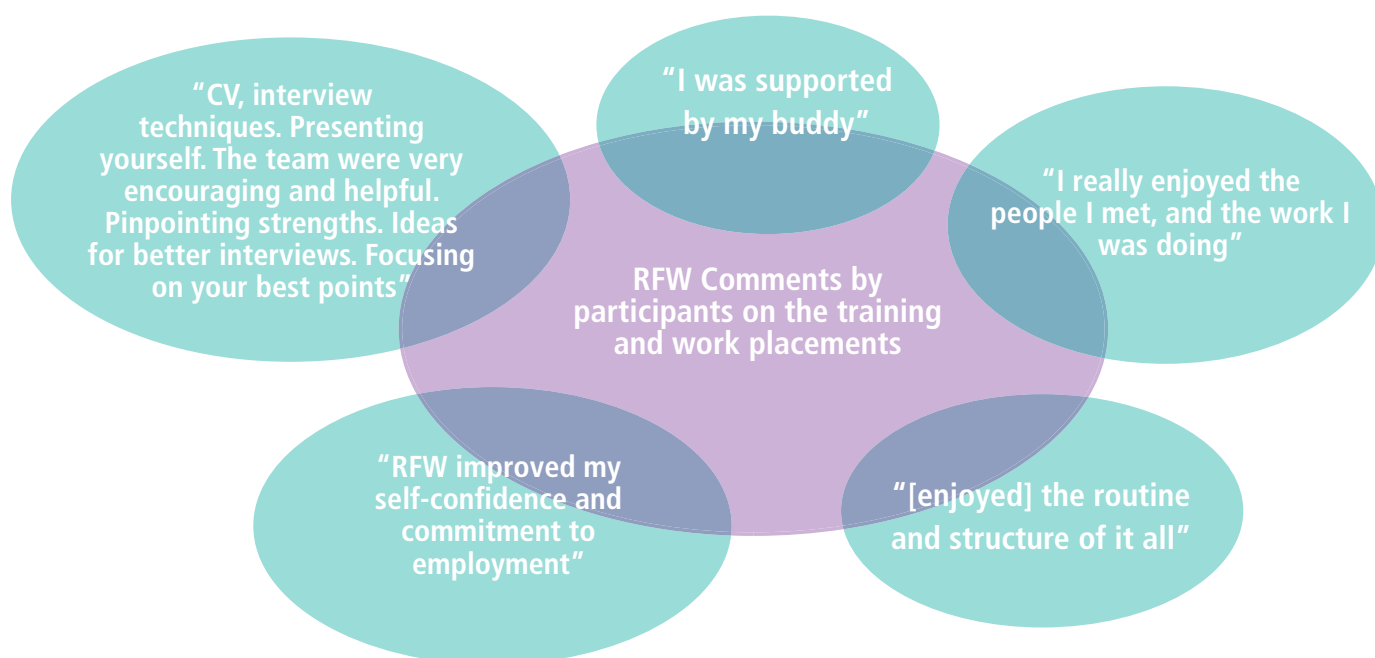 “CV, interview
techniques. Presenting
yourself. The team were very
encouraging and helpful.
Pinpointing strengths. Ideas
for better interviews. Focusing
on your best points”
“I was supported
by my buddy”
“I really enjoyed the
people I met, and the work I
was doing”
RFW Comments by
participants on the training
and work placements
“RFW improved my
self-confidence and
commitment to
employment”
“[enjoyed] the routine
and structure of it all”